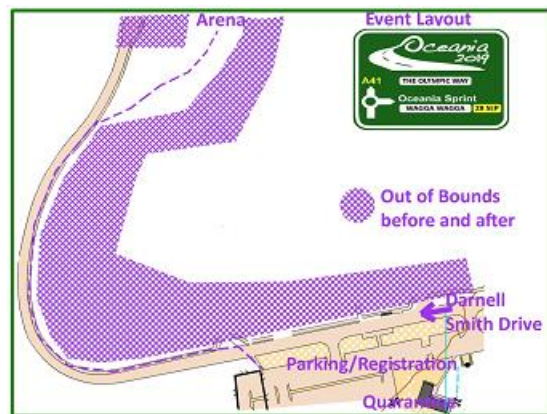 Arena
Event Layout
Oceania
2019
THE OLYMPIC WAY
A41
Oceania Sprint
WAGGA WAGGA 28 SEP
Out of Bounds
before and after
Darnell
Smith Drive
Parking/Registration
Quarantine